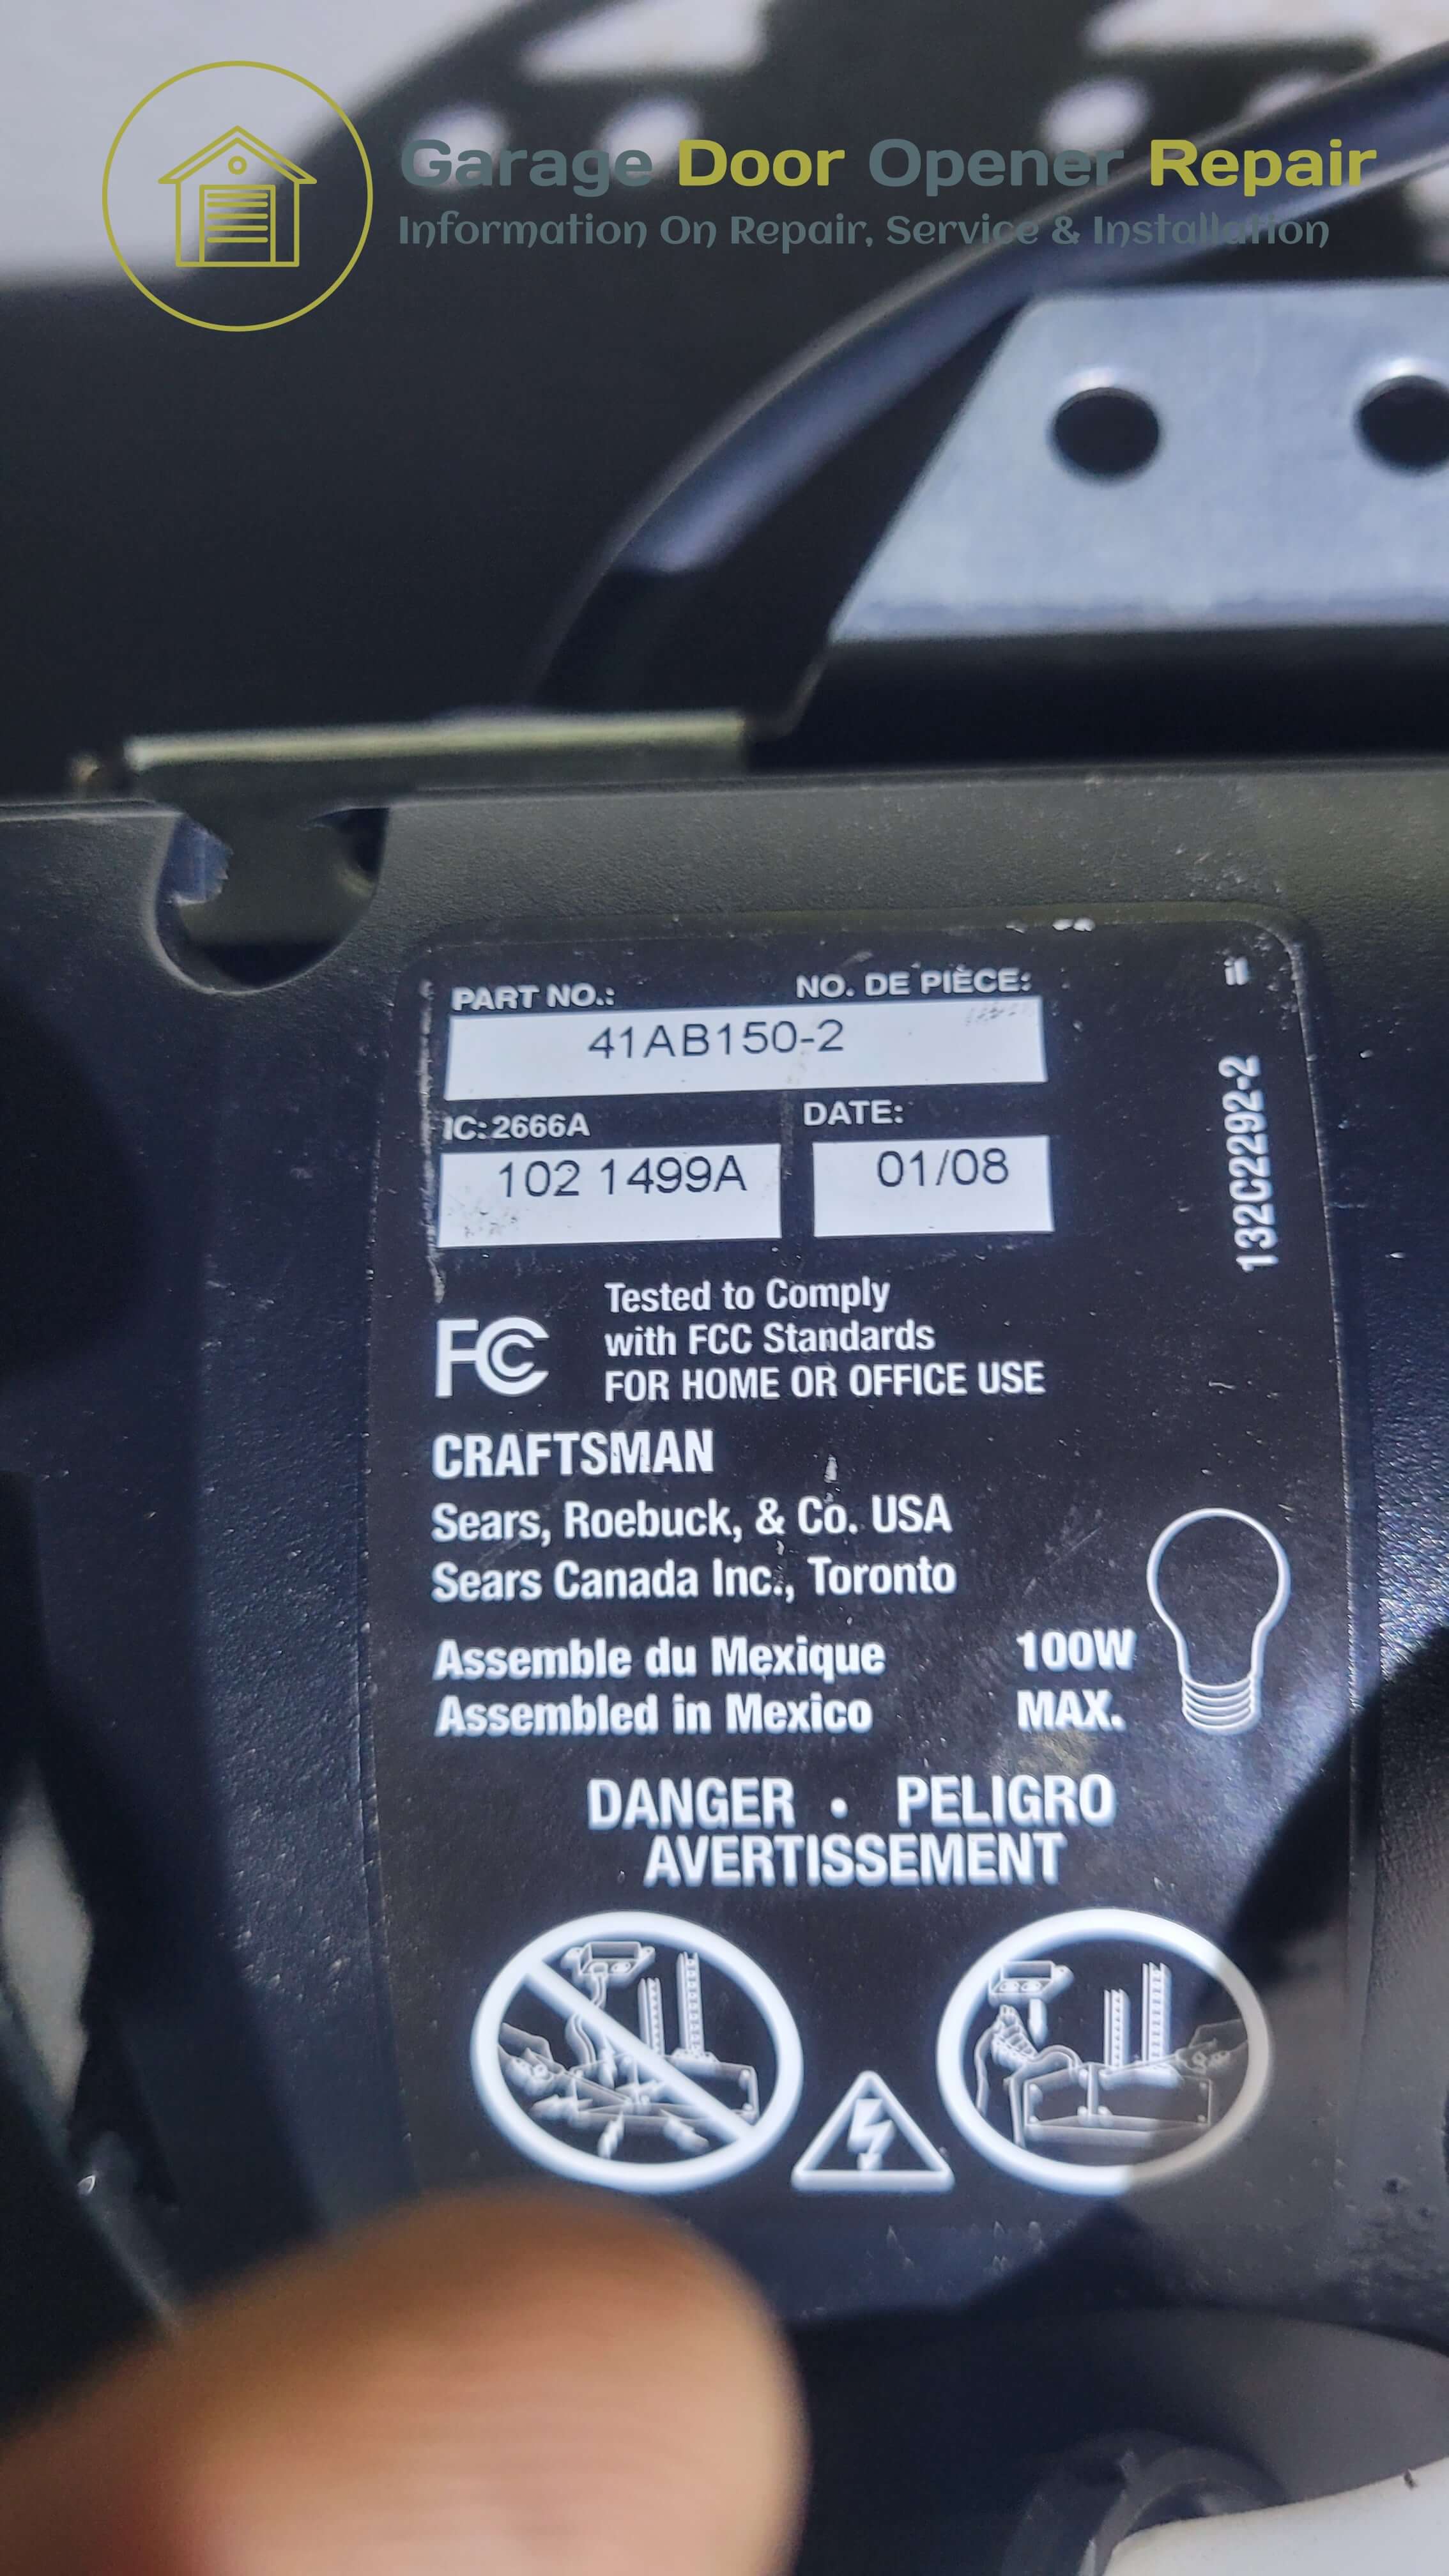 Garage Door Opener Repair
Information On Repair, Service & Installation
PART NO.: NO. DE PIÈCE:
41AB150-2
IC: 2666A DATE:
102 1499A 01/08
132C2292-2
FC
Tested to Comply
with FCC Standards
FOR HOME OR OFFICE USE
CRAFTSMAN
Sears, Roebuck, & Co. USA
Sears Canada Inc., Toronto
Assemble du Mexique 100W
Assembled in Mexico MAX.
DANGER • PELIGRO
AVERTISSEMENT